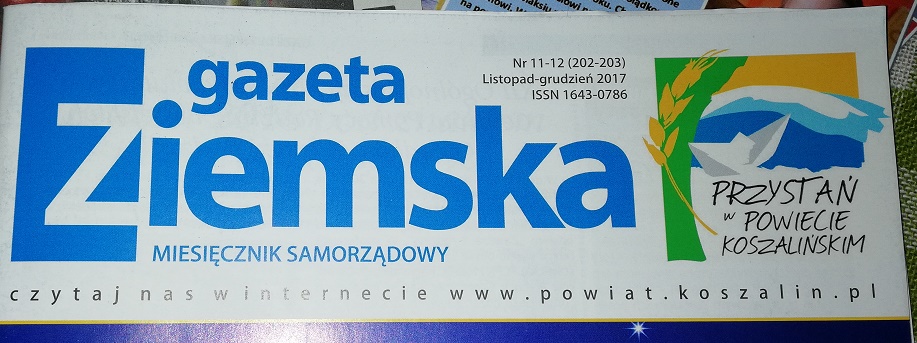 gazeta
Ziemska
Nr 11-12 (202-203)
Listopad-grudzień 2017
ISSN 1643-0786
PRZYSTAŃ
w POWIECIE
KOSZALIŃSKIM
MIESIĘCZNIK SAMORZĄDOWY
czytaj nas w internecie www.powiat.koszalin.pl